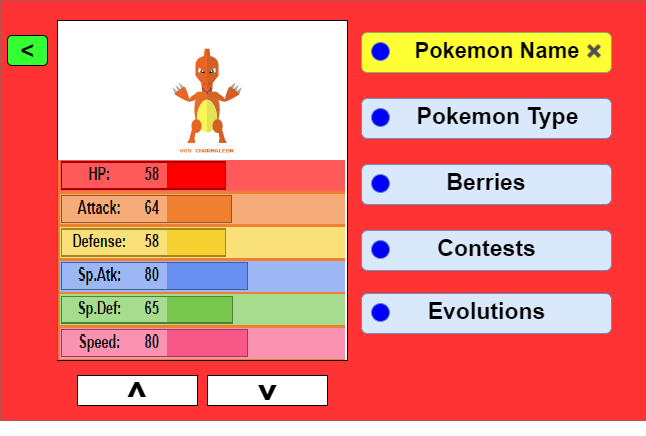 <
005 CHARMALEON
HP: 58
Attack: 64
Defense: 58
Sp.Atk: 80
Sp.Def: 65
Speed: 80
Pokemon Name
Pokemon Type
Berries
Contests
Evolutions